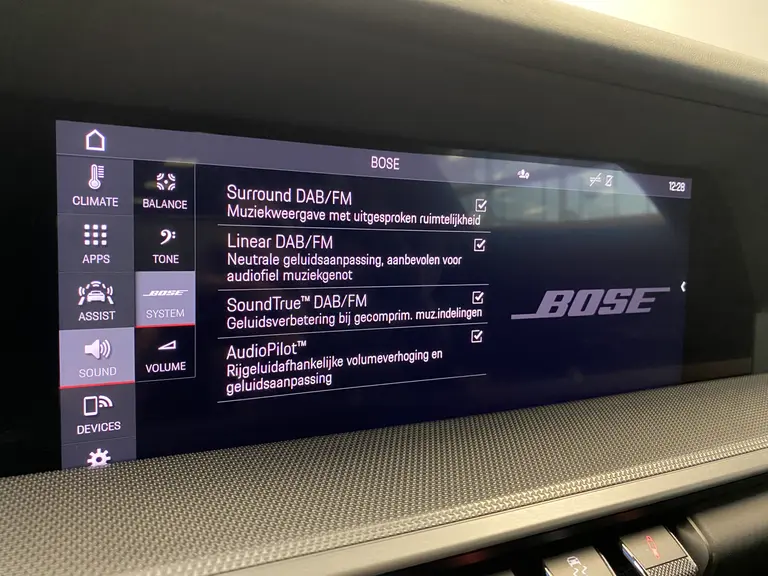 BOSE
12:28
CLIMATE
APPS
ASSIST
SOUND
DEVICES
BALANCE
TONE
BOSE
SYSTEM
VOLUME
Surround DAB/FM
Muziekweergave met uitgesproken ruimtelijkheid
Linear DAB/FM
Neutrale geluidsaanpassing, aanbevolen voor
audiofiel muziekgenot
SoundTrue™ DAB/FM
Geluidsverbetering bij gecomprim. muz.indelingen
AudioPilot™
Rijgeluidafhankelijke volumeverhoging en
geluidsaanpassing
BOSE